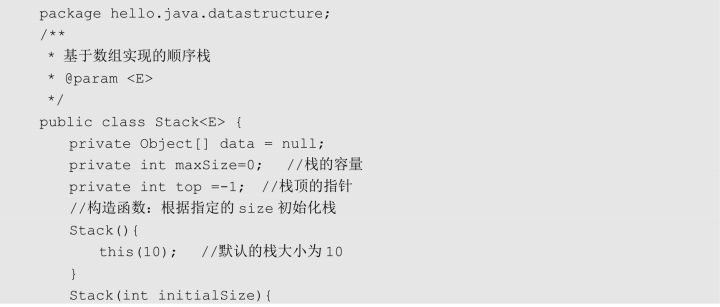 package hello.java.datastructure;
/**
 * 基于数组实现的顺序栈
 * @param <E>
 */
public class Stack<E> {
    private Object[] data = null;
    private int maxSize=0;   //栈的容量
    private int top =-1;  //栈顶的指针
    //构造函数：根据指定的 size 初始化栈
    Stack(){
        this(10);   //默认的栈大小为 10
    }
    Stack(int initialSize){